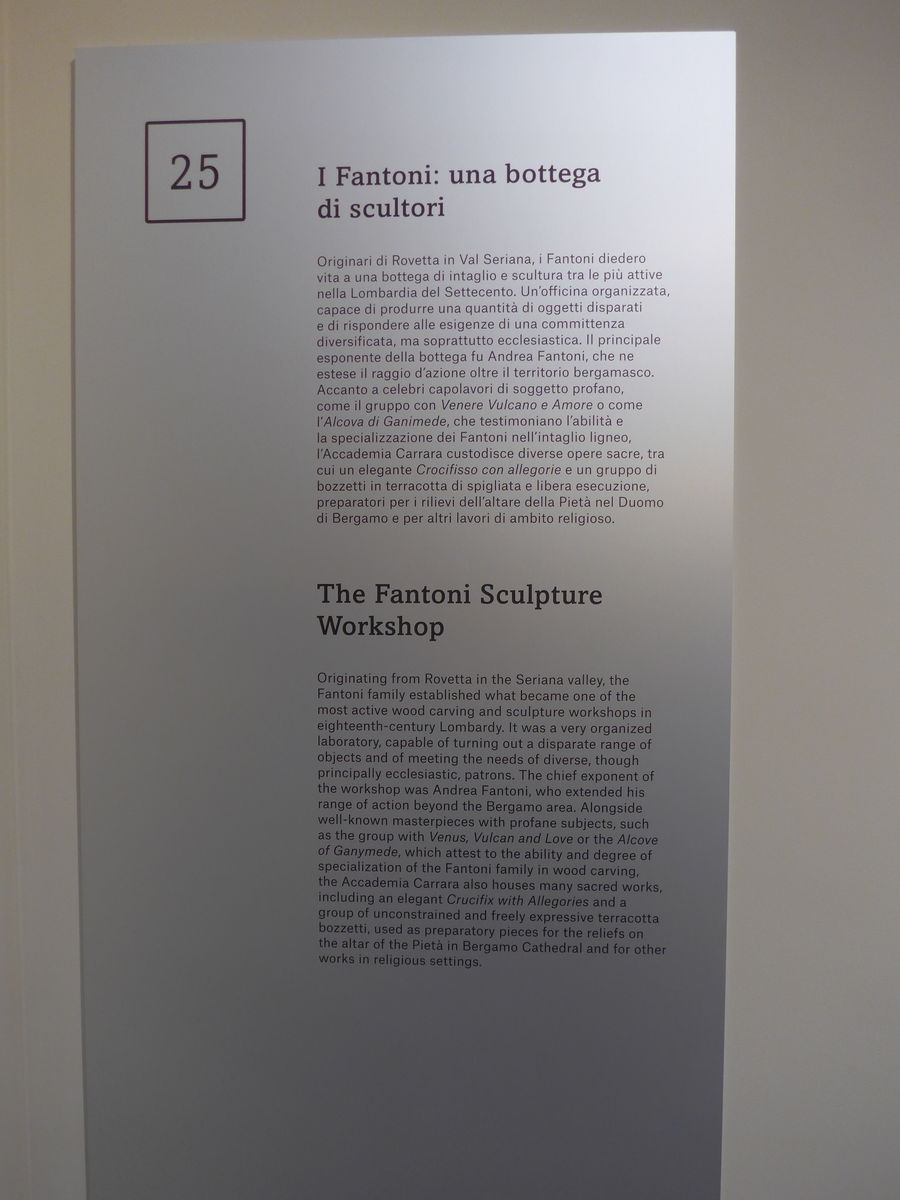 25
I Fantoni: una bottega
di scultori
Originari di Rovetta in Val Seriana, i Fantoni diedero
vita a una bottega di intaglio e scultura tra le più attive
nella Lombardia del Settecento. Un'officina organizzata,
capace di produrre una quantità di oggetti disparati
e di rispondere alle esigenze di una committenza
diversificata, ma soprattutto ecclesiastica. Il principale
esponente della bottega fu Andrea Fantoni, che ne
estese il raggio d'azione oltre il territorio bergamasco.
Accanto a celebri capolavori di soggetto profano,
come il gruppo con Venere Vulcano e Amore o come
l'Alcova di Ganimede, che testimoniano l'abilità e
la specializzazione dei Fantoni nell'intaglio ligneo,
l'Accademia Carrara custodisce diverse opere sacre, tra
cui un elegante Crocifisso con allegorie e un gruppo di
bozzetti in terracotta di spigliata e libera esecuzione,
preparatori per i rilievi dell'altare della Pietà nel Duomo
di Bergamo e per altri lavori di ambito religioso.
The Fantoni Sculpture
Workshop
Originating from Rovetta in the Seriana valley, the
Fantoni family established what became one of the
most active wood carving and sculpture workshops in
eighteenth-century Lombardy. It was a very organized
laboratory, capable of turning out a disparate range of
objects and of meeting the needs of diverse, though
principally ecclesiastic, patrons. The chief exponent of
the workshop was Andrea Fantoni, who extended his
range of action beyond the Bergamo area. Alongside
well-known masterpieces with profane subjects, such
as the group with Venus, Vulcan and Love or the Alcove
of Ganymede, which attest to the ability and degree of
specialization of the Fantoni family in wood carving,
the Accademia Carrara also houses many sacred works,
including an elegant Crucifix with Allegories and a
group of unconstrained and freely expressive terracotta
bozzetti, used as preparatory pieces for the reliefs on
the altar of the Pietà in Bergamo Cathedral and for other
works in religious settings.